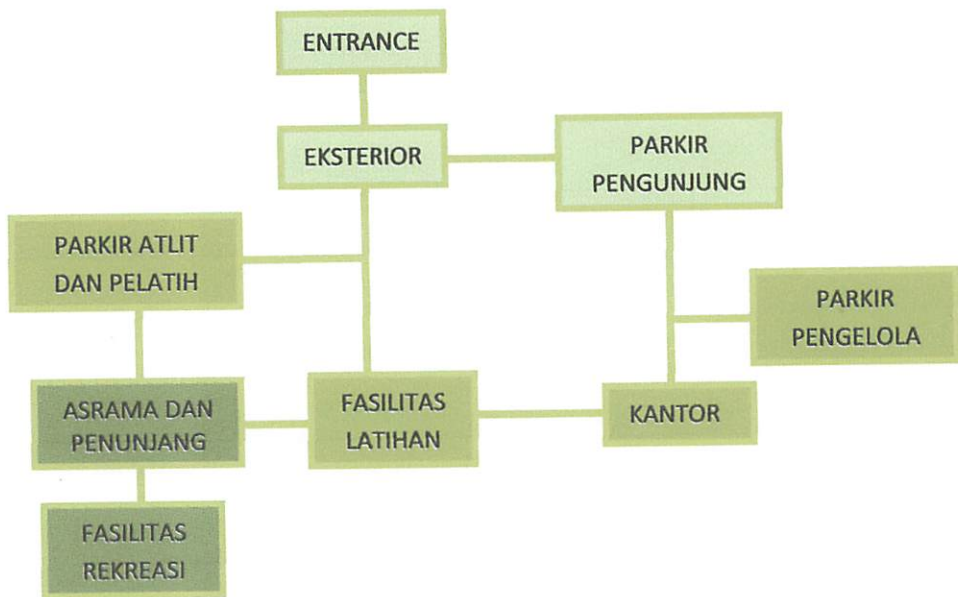 ENTRANCE
EKSTERIOR
PARKIR
PENGUNJUNG
PARKIR ATLIT
DAN PELATIH
PARKIR
PENGELOLA
ASRAMA DAN
PENUNJANG
FASILITAS
LATIHAN
KANTOR
FASILITAS
REKREASI